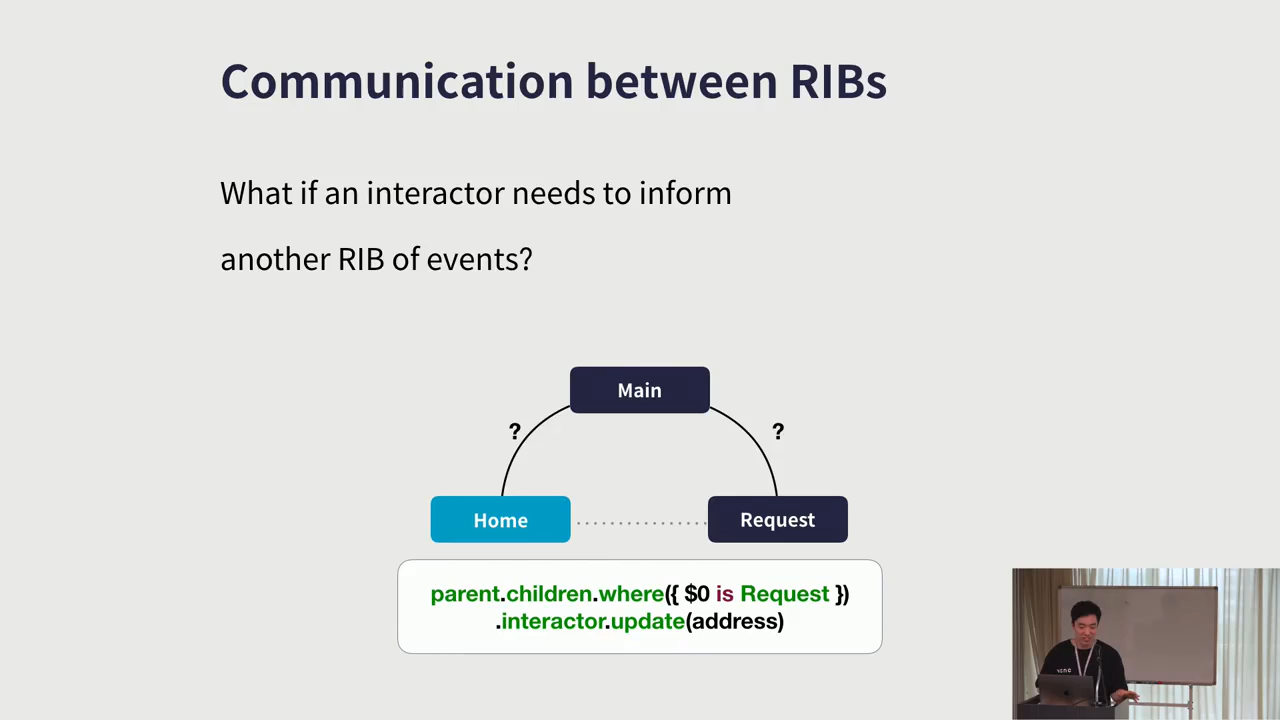 Communication between RIBs
What if an interactor needs to inform
another RIB of events?
Main
? ?
Home Request
parent.children.where({ $0 is Request })
.interactor.update(address)